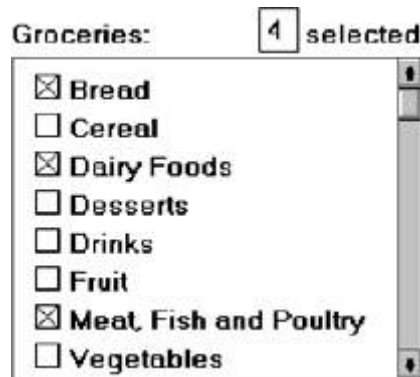 Groceries: 4 selected
Bread
Cereal
Dairy Foods
Desserts
Drinks
Fruit
Meat, Fish and Poultry
Vegetables